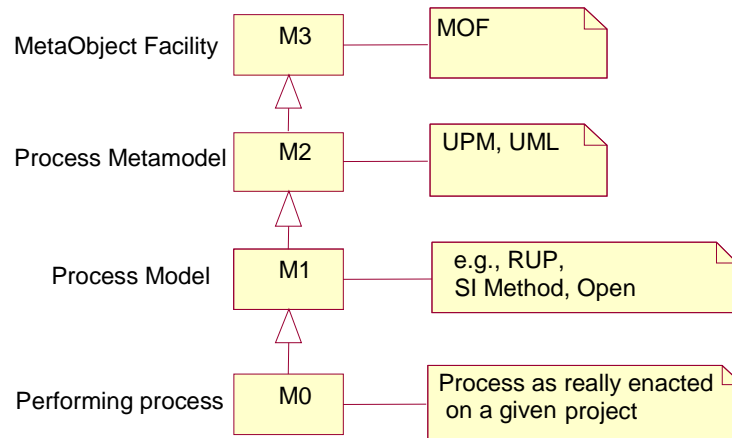 MetaObject Facility
M3
MOF
Process Metamodel
M2
UPM, UML
Process Model
M1
e.g., RUP,
SI Method, Open
Performing process
M0
Process as really enacted
on a given project